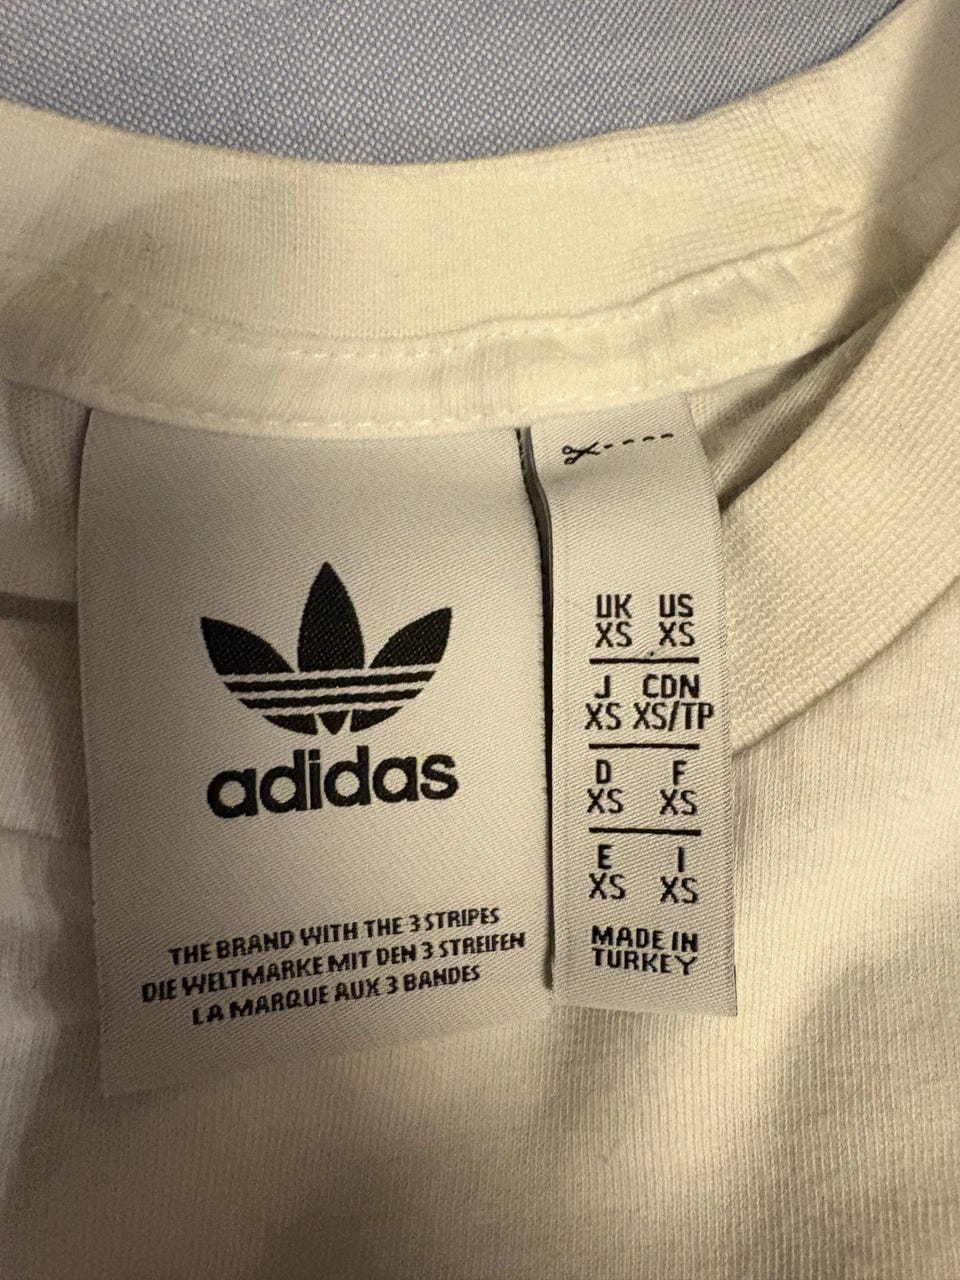 adidas
THE BRAND WITH THE 3 STRIPES
DIE WELTMARKE MIT DEN 3 STREIFEN
LA MARQUE AUX 3 BANDES
UK US
XS XS
J CDN
XS XS/TP
D F
XS XS
E I
XS XS
MADE IN
TURKEY